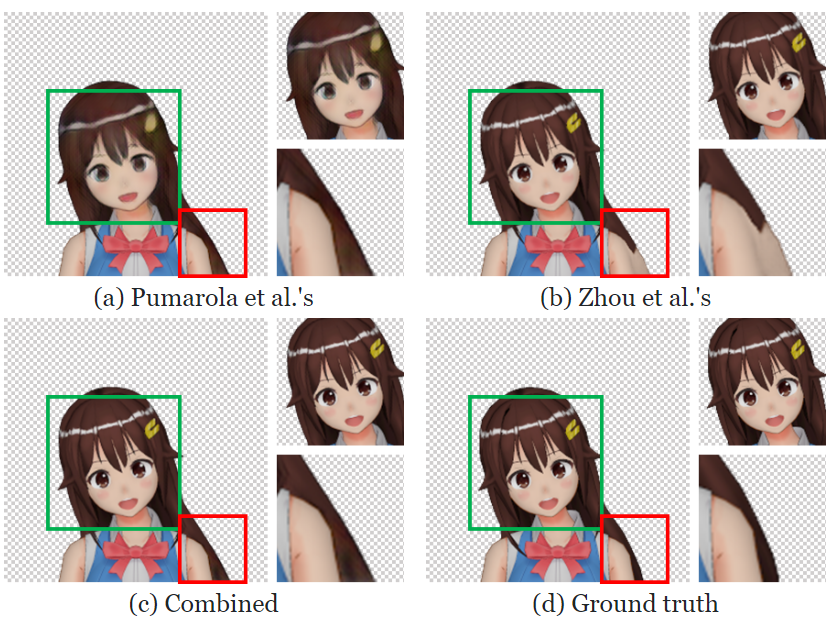 (a) Pumarola et al.'s
(b) Zhou et al.'s
(c) Combined
(d) Ground truth